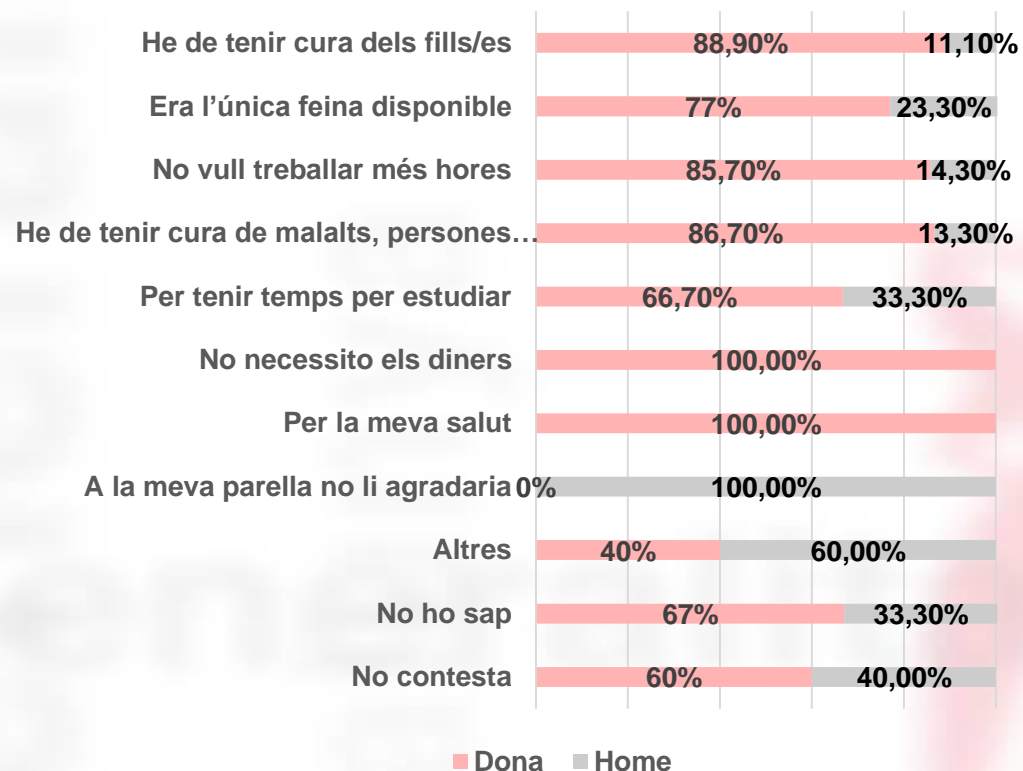 He de tenir cura dels fills/es 88,90% 11,10%
Era l’única feina disponible 77% 23,30%
No vull treballar més hores 85,70% 14,30%
He de tenir cura de malalts, persones… 86,70% 13,30%
Per tenir temps per estudiar 66,70% 33,30%
No necessito els diners 100,00%
Per la meva salut 100,00%
A la meva parella no li agradaria 0% 100,00%
Altres 40% 60,00%
No ho sap 67% 33,30%
No contesta 60% 40,00%
Dona Home